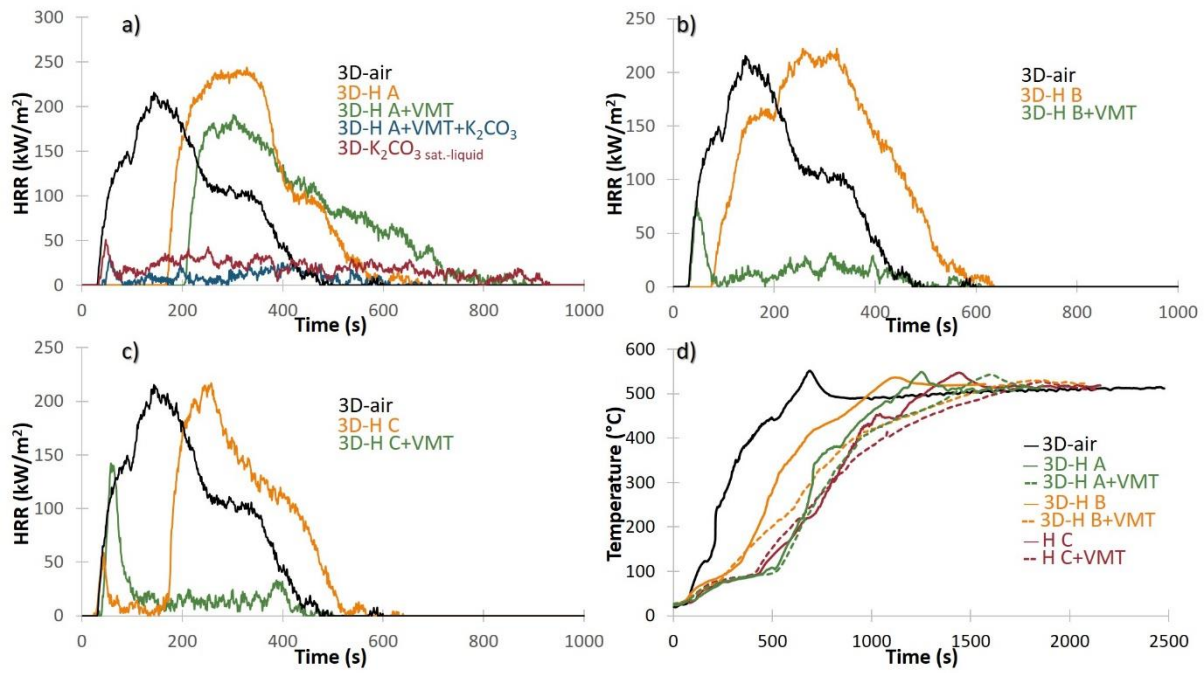 a)
HRR (kW/m²)
300
250
200
150
100
50
0
0 200 400 600 800 1000
Time (s)
3D-air
3D-H A
3D-H A+VMT
3D-H A+VMT+K₂CO₃
3D-K₂CO₃ sat.-liquid
b)
HRR (kW/m²)
250
200
150
100
50
0
0 200 400 600 800 1000
Time (s)
3D-air
3D-H B
3D-H B+VMT
c)
HRR (kW/m²)
250
200
150
100
50
0
0 200 400 600 800 1000
Time (s)
3D-air
3D-H C
3D-H C+VMT
d)
Temperature (°C)
600
500
400
300
200
100
0
0 500 1000 1500 2000 2500
Time (s)
3D-air
3D-H A
3D-H A+VMT
3D-H B
3D-H B+VMT
H C
H C+VMT